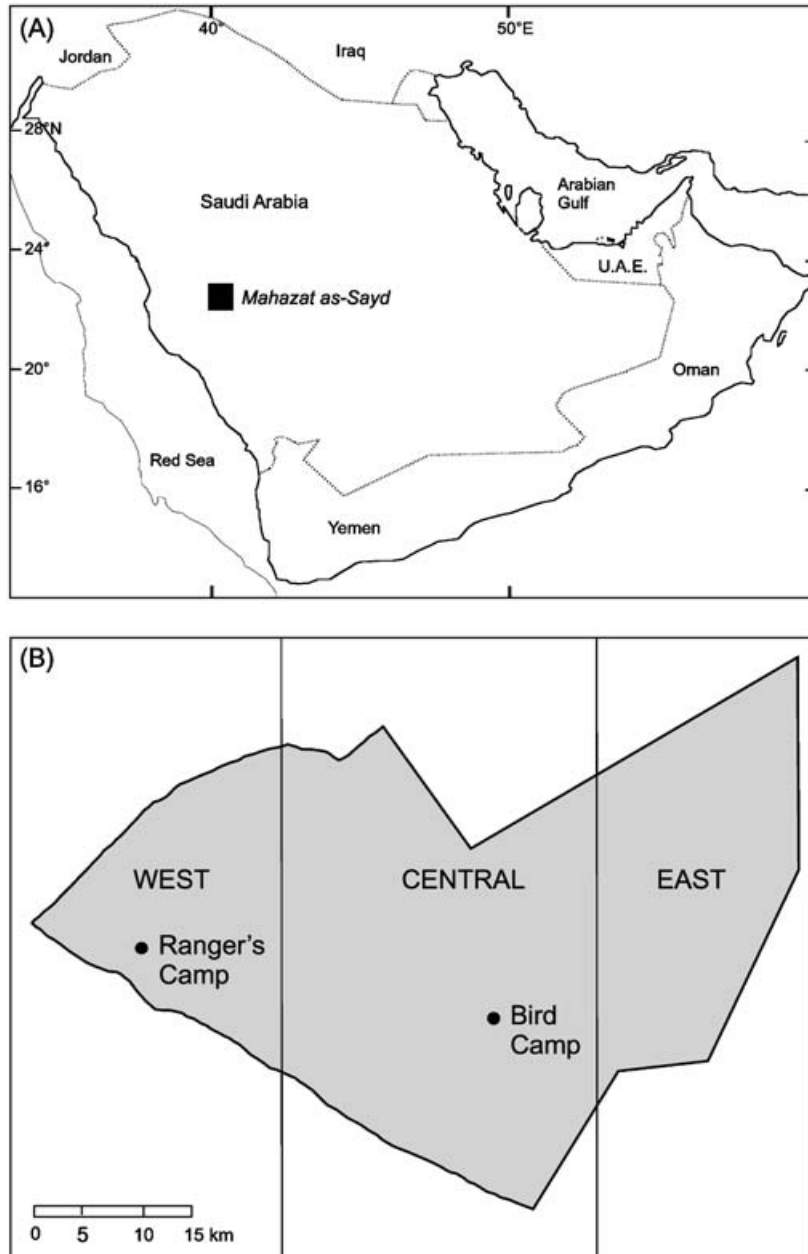 (A)
40°
50°E
Jordan
Iraq
28°N
Saudi Arabia
Arabian
Gulf
24°
U.A.E.
Mahazat as-Sayd
20°
Oman
Red Sea
16°
Yemen
(B)
WEST
CENTRAL
EAST
Ranger's
Camp
Bird
Camp
0 5 10 15 km